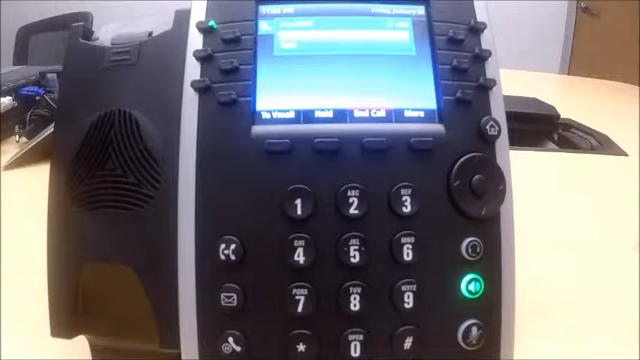 Friday, January
To Vmail Hold End Call More
1 ABC 2 DEF 3
GHI 4 JKL 5 MNO 6
PQRS 7 TUV 8 WXYZ 9
* OPER 0 #